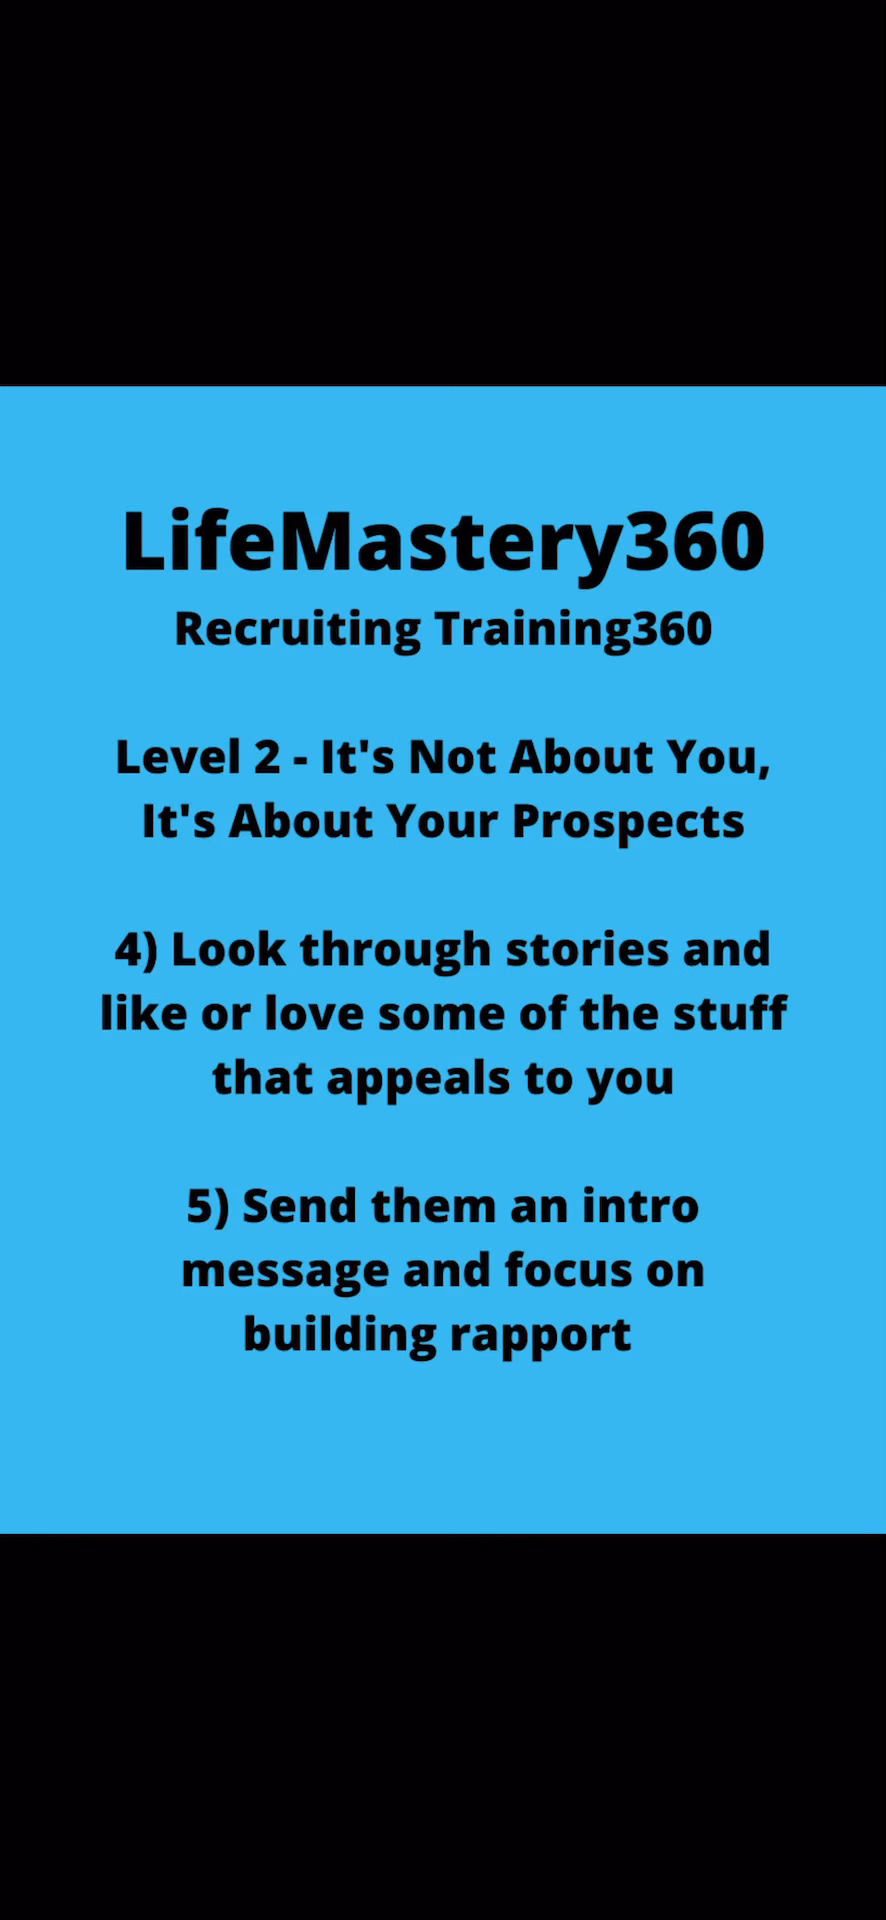 LifeMastery360
Recruiting Training360
Level 2 - It's Not About You,
It's About Your Prospects
4) Look through stories and
like or love some of the stuff
that appeals to you
5) Send them an intro
message and focus on
building rapport